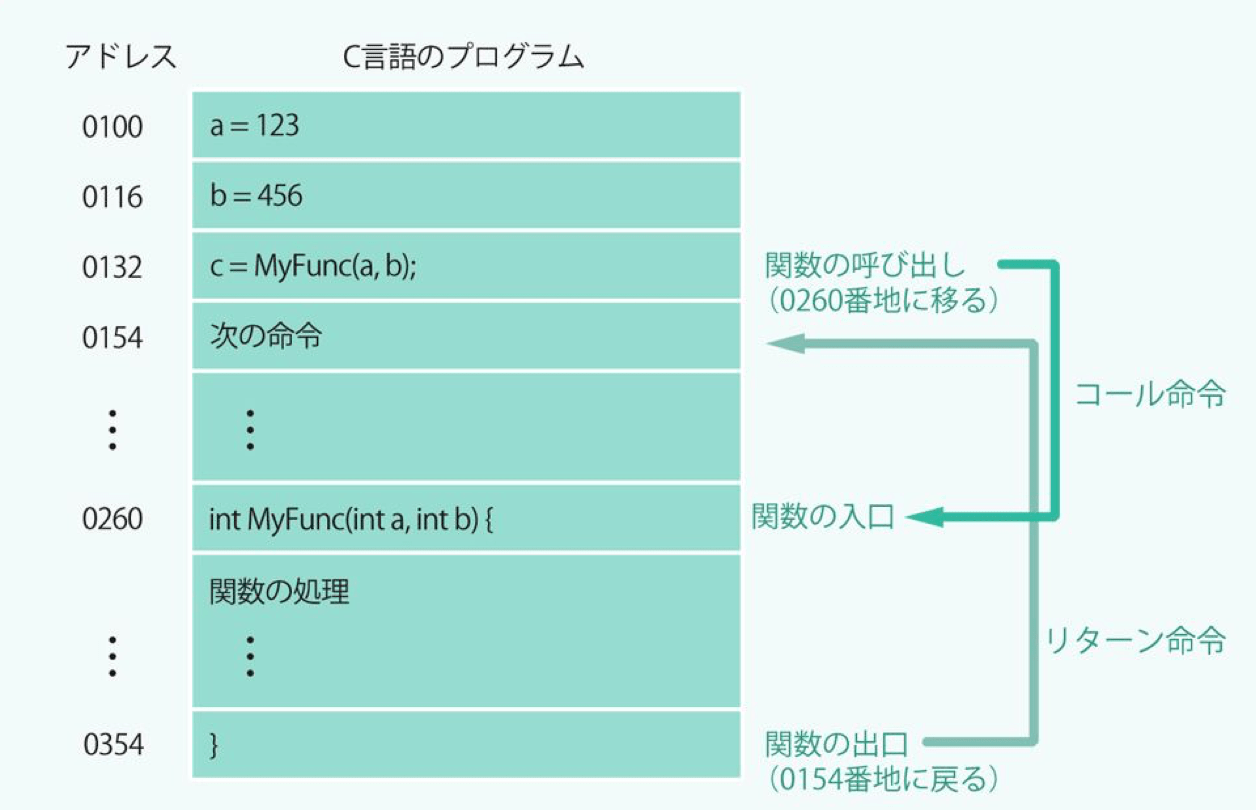 アドレス C言語のプログラム
0100 a = 123
0116 b = 456
0132 c = MyFunc(a, b); 関数の呼び出し
（0260番地に移る）
0154 次の命令
コール命令
0260 int MyFunc(int a, int b) { 関数の入口
関数の処理
リターン命令
0354 } 関数の出口
（0154番地に戻る）